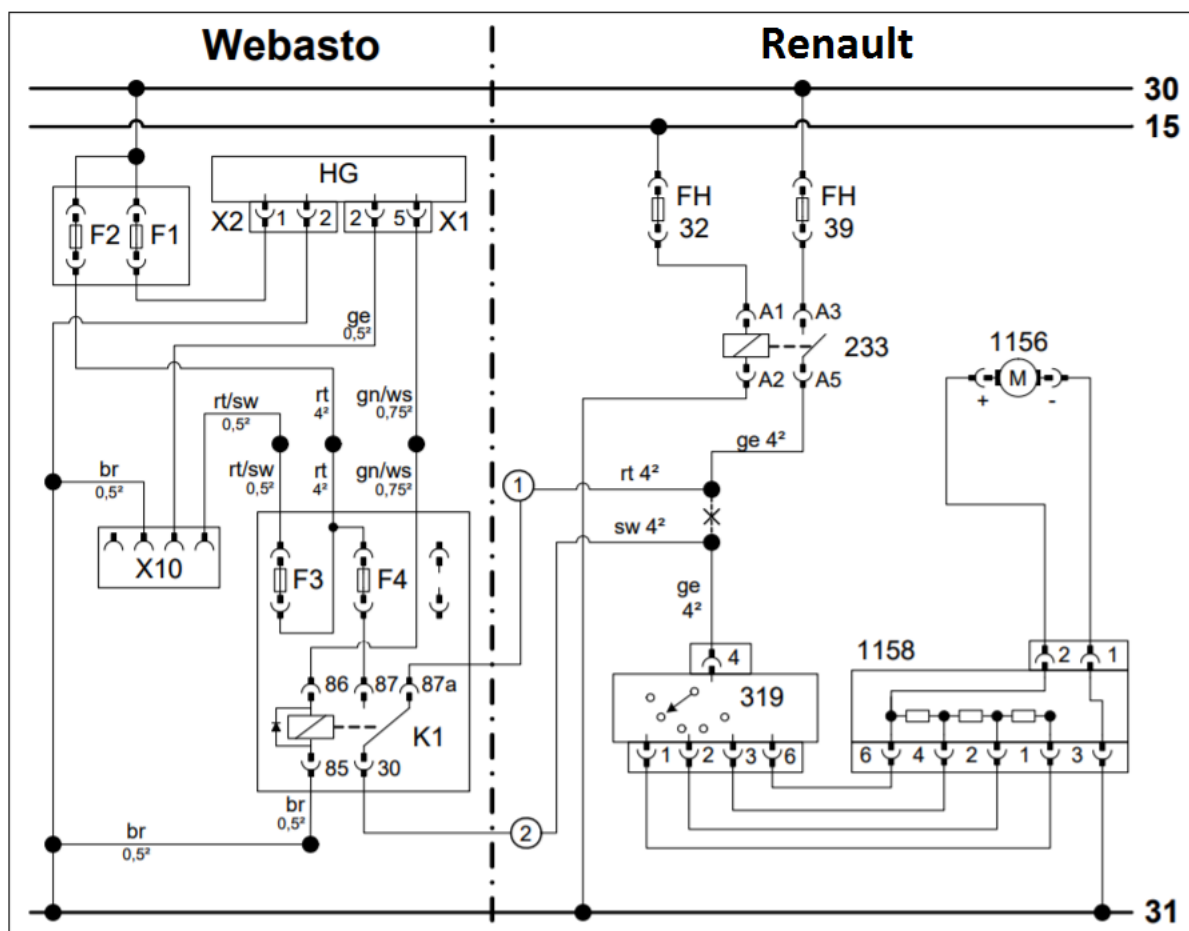 Webasto
Renault
30
15
HG
FH
32
FH
39
F2
F1
X2
1
2
2
5
X1
ge
0,5²
A1
A3
233
1156
A2
A5
M
+
-
rt/sw
0,5²
rt
4²
gn/ws
0,75²
ge 4²
br
0,5²
rt/sw
0,5²
rt
4²
gn/ws
0,75²
1
rt 4²
sw 4²
X10
F3
F4
ge
4²
4
1158
2
1
86
87
87a
319
K1
85
30
1
2
3
6
6
4
2
1
3
br
0,5²
br
0,5²
2
31